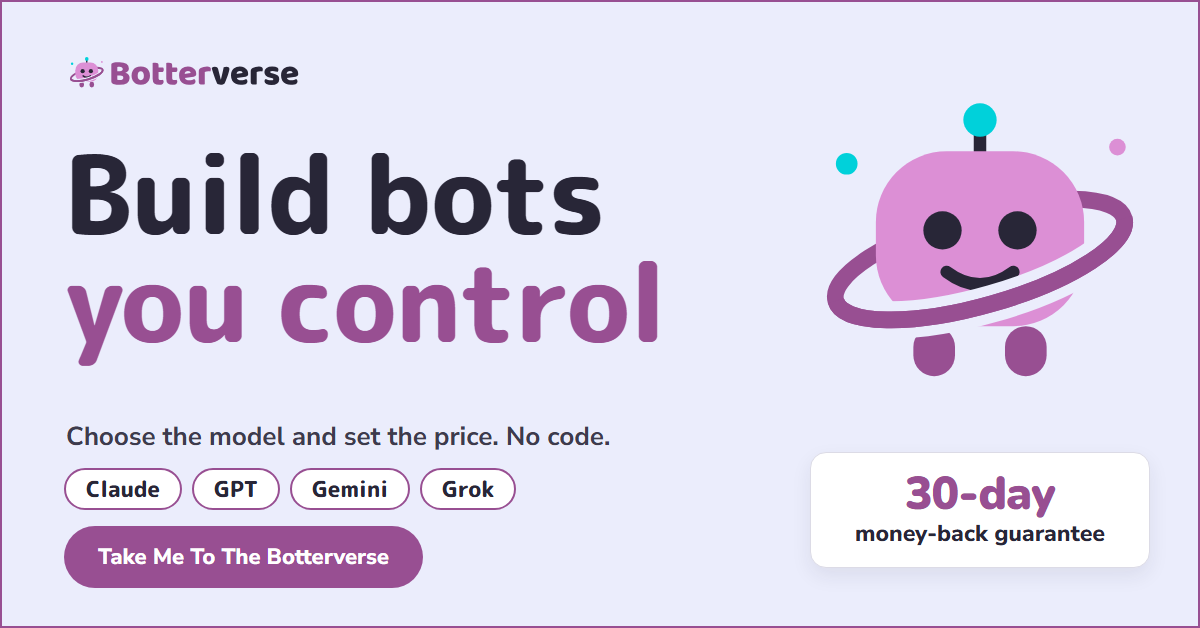 Botterverse
Build bots
you control
Choose the model and set the price. No code.
Claude GPT Gemini Grok
Take Me To The Botterverse
30-day
money-back guarantee